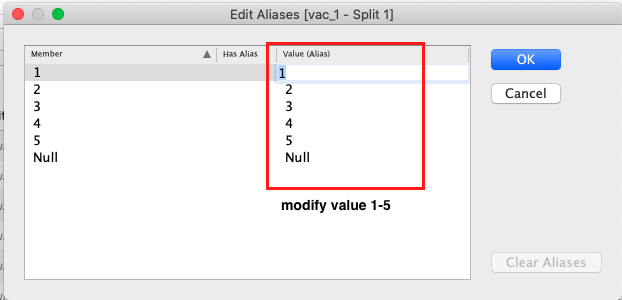 Edit Aliases [vac_1 - Split 1]
Member Has Alias Value (Alias)
1 1
2 2
3 3
4 4
5 5
Null Null
modify value 1-5
OK
Cancel
Clear Aliases